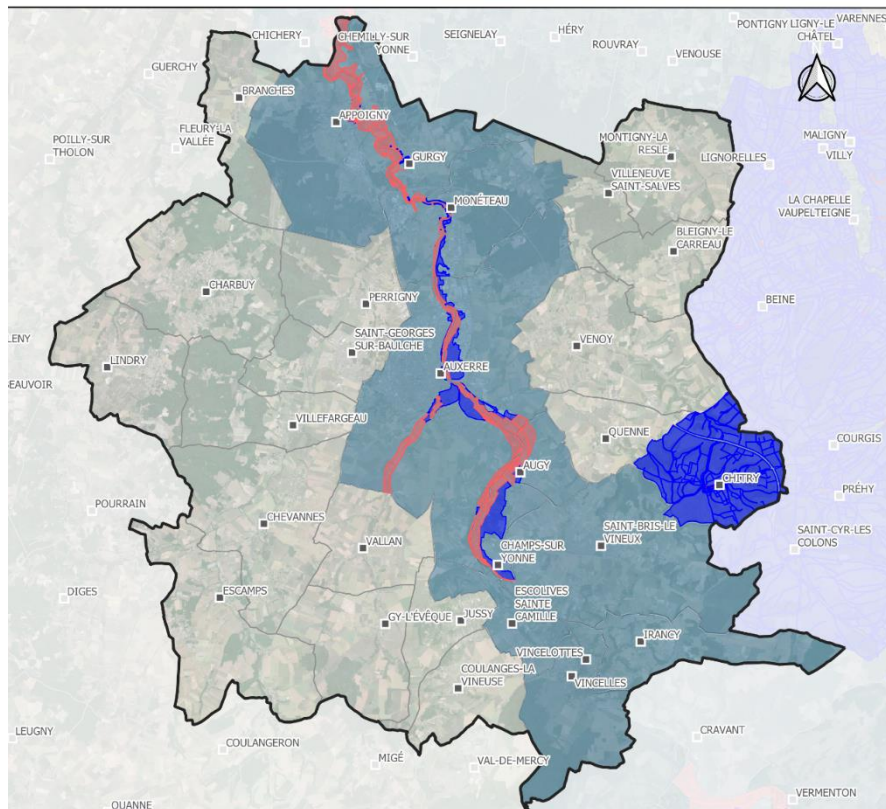 PONTIGNY
LIGNY-LE
CHÂTEL
VARENNES
CHICHERY
CHEMILLY-SUR
YONNE
SEIGNELAY
HÉRY
ROUVRAY
VENOUSE
GUERCHY
BRANCHES
APPOIGNY
POILLY-SUR
THOLON
FLEURY-LA
VALLÉE
GURGY
MONTIGNY-LA
RESLE
LIGNORELLES
MALIGNY
VILLY
VILLENEUVE
SAINT-SALVES
MONÉTEAU
LA CHAPELLE
VAUPELTEIGNE
BLEIGNY-LE
CARREAU
CHARBUY
PERRIGNY
BEINE
LENY
SAINT-GEORGES
SUR-BAULCHE
VENOY
LINDRY
AUXERRE
BEAUVOIR
VILLEFARGEAU
QUENNE
COURGIS
AUGY
CHITRY
PRÉHY
POURRAIN
CHEVANNES
VALLAN
SAINT-BRIS-LE
VINEUX
SAINT-CYR-LES
COLONS
CHAMPS-SUR
YONNE
DIGES
ESCAMPS
ESCOLIVES
SAINTE
CAMILLE
GY-L'ÉVÊQUE
JUSSY
IRANCY
VINCELOTTES
COULANGES-LA
VINEUSE
VINCELLES
LEUGNY
COULANGERON
MIGÉ
VAL-DE-MERCY
CRAVANT
OUANNE
VERMENTON